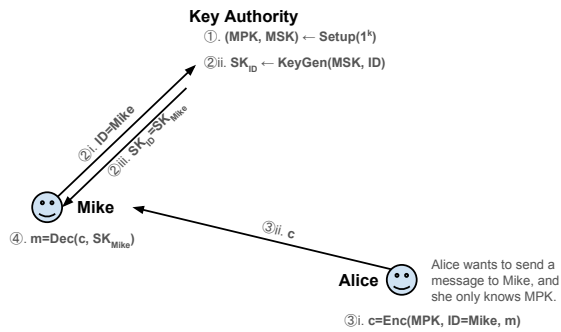 Key Authority
①. (MPK, MSK) ← Setup(1ᵏ)
②ii. SK_ID ← KeyGen(MSK, ID)
②i. ID=Mike
②iii. SK_ID=SK_Mike
Mike
④. m=Dec(c, SK_Mike)
③ii. c
Alice
Alice wants to send a
message to Mike, and
she only knows MPK.
③i. c=Enc(MPK, ID=Mike, m)